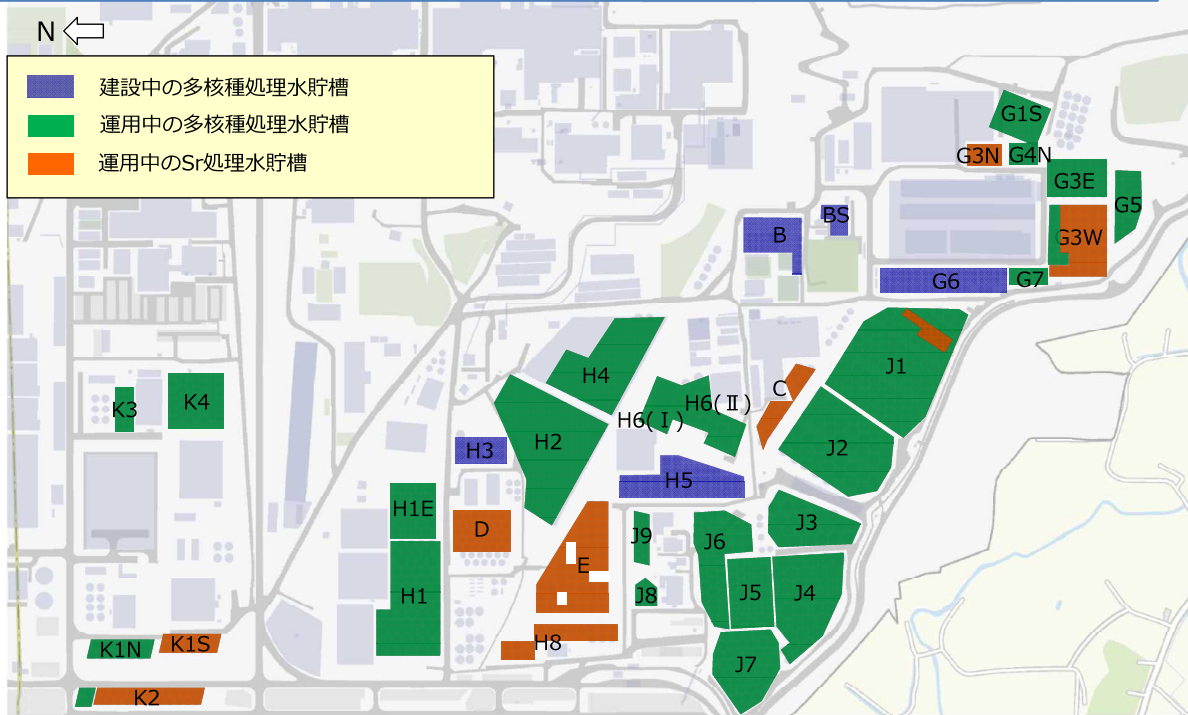 N
建設中の多核種処理水貯槽
運用中の多核種処理水貯槽
運用中のSr処理水貯槽
G1S
G3N
G4N
G3E
G5
BS
B
G3W
G6
G7
J1
H4
C
K3
K4
H6(Ⅰ)
H6(Ⅱ)
H2
H3
J2
H5
H1E
D
J3
J9
J6
E
J5
J4
H1
J8
H8
K1N
K1S
J7
K2